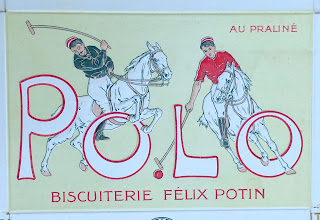 AU PRALINÉ
POLO
BISCUITERIE FÉLIX POTIN